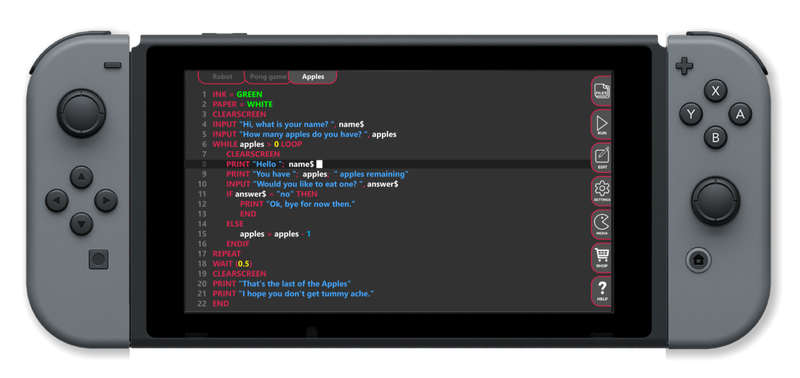 Robot Pong game Apples
1 INK = GREEN
2 PAPER = WHITE
3 CLEARSCREEN
4 INPUT "Hi, what is your name? ", name$
5 INPUT "How many apples do you have? ", apples
6 WHILE apples > 0 LOOP
7 CLEARSCREEN
8 PRINT "Hello "; name$
9 PRINT "You have "; apples; " apples remaining"
10 INPUT "Would you like to eat one? ", answer$
11 IF answer$ = "no" THEN
12 PRINT "Ok, bye for now then."
13 END
14 ELSE
15 apples = apples - 1
16 ENDIF
17 REPEAT
18 WAIT (0.5)
19 CLEARSCREEN
20 PRINT "That's the last of the Apples"
21 PRINT "I hope you don't get tummy ache."
22 END
FILES
RUN
EDIT
SETTINGS
MEDIA
SHOP
?
HELP
X
Y
A
B